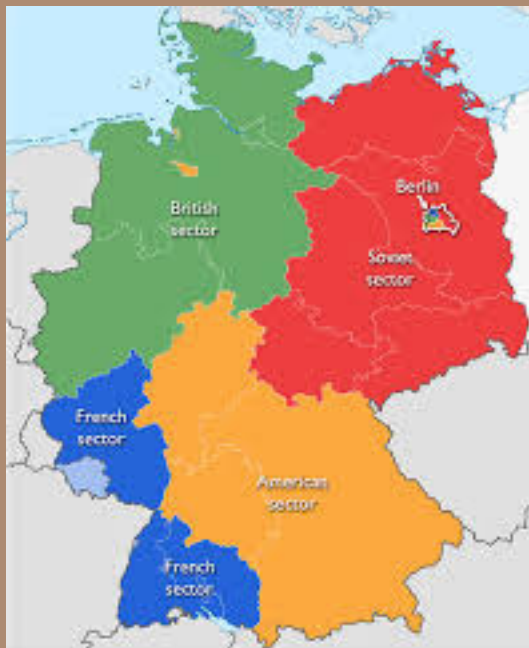 Berlin
British
sector
Soviet
sector
French
sector
American
sector
French
sector